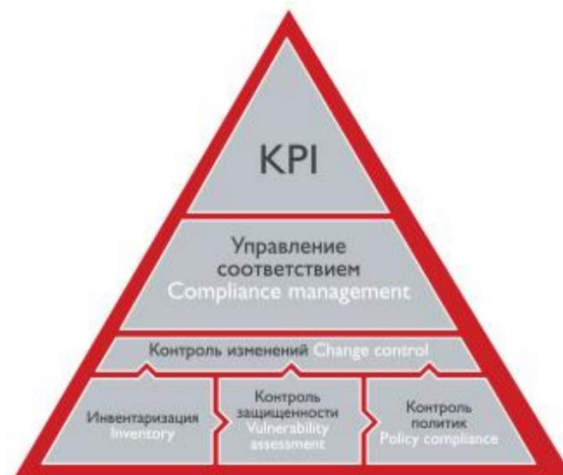 KPI
Управление
соответствием
Compliance management
Контроль изменений Change control
Инвентаризация
Inventory
Контроль
защищенности
Vulnerability
assessment
Контроль
политик
Policy compliance